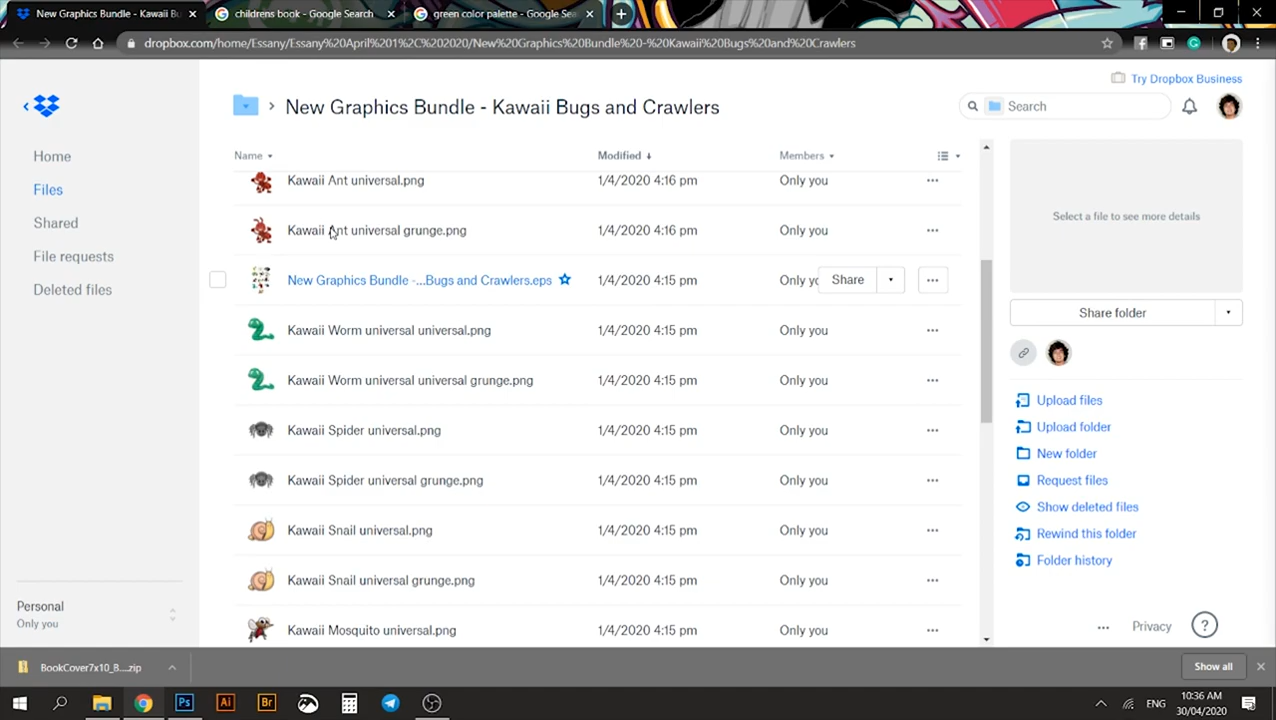 New Graphics Bundle - Kawaii Bu
childrens book - Google Search
green color palette - Google Sea
dropbox.com/home/Essany/Essany%20April%201%2C%202020/New%20Graphics%20Bundle%20-%20Kawaii%20Bugs%20and%20Crawlers
Try Dropbox Business
New Graphics Bundle - Kawaii Bugs and Crawlers
Search
Name
Modified
Members
Home
Files
Shared
File requests
Deleted files
Kawaii Ant universal.png 1/4/2020 4:16 pm Only you
Kawaii Ant universal grunge.png 1/4/2020 4:16 pm Only you
New Graphics Bundle -...Bugs and Crawlers.eps 1/4/2020 4:15 pm Only yo Share
Kawaii Worm universal universal.png 1/4/2020 4:15 pm Only you
Kawaii Worm universal universal grunge.png 1/4/2020 4:15 pm Only you
Kawaii Spider universal.png 1/4/2020 4:15 pm Only you
Kawaii Spider universal grunge.png 1/4/2020 4:15 pm Only you
Kawaii Snail universal.png 1/4/2020 4:15 pm Only you
Kawaii Snail universal grunge.png 1/4/2020 4:15 pm Only you
Kawaii Mosquito universal.png 1/4/2020 4:15 pm Only you
Select a file to see more details
Share folder
Upload files
Upload folder
New folder
Request files
Show deleted files
Rewind this folder
Folder history
Privacy
?
Personal
Only you
BookCover7x10_B....zip
Show all
Ps
Ai
Br
ENG
10:36 AM
30/04/2020